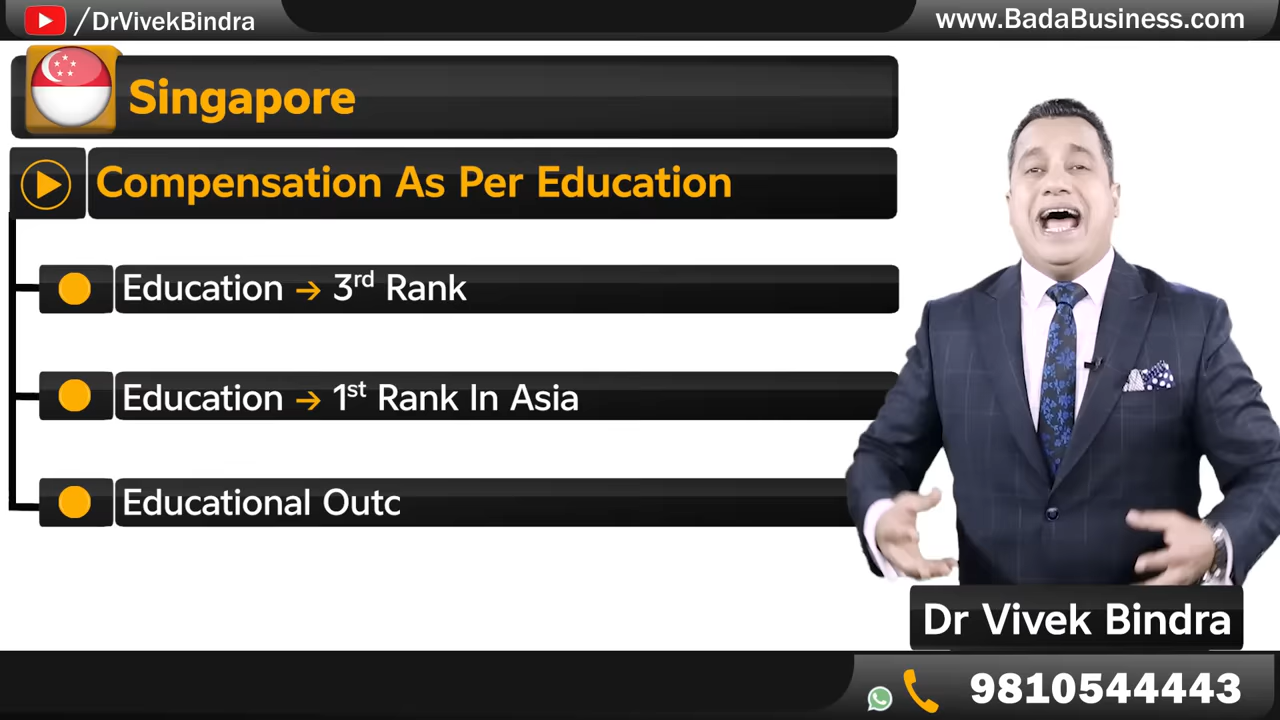 /DrVivekBindra
www.BadaBusiness.com
Singapore
Compensation As Per Education
Education → 3rd Rank
Education → 1st Rank In Asia
Educational Outc
Dr Vivek Bindra
9810544443